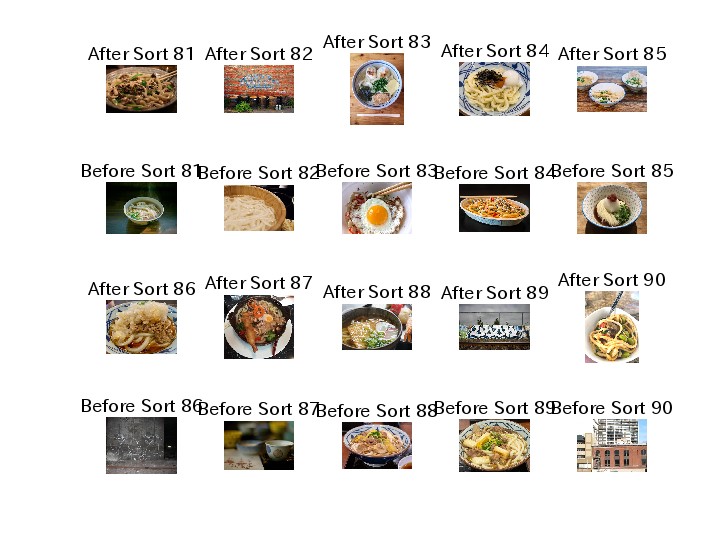 After Sort 81
After Sort 82
After Sort 83
After Sort 84
After Sort 85
Before Sort 81
Before Sort 82
Before Sort 83
Before Sort 84
Before Sort 85
After Sort 86
After Sort 87
After Sort 88
After Sort 89
After Sort 90
Before Sort 86
Before Sort 87
Before Sort 88
Before Sort 89
Before Sort 90